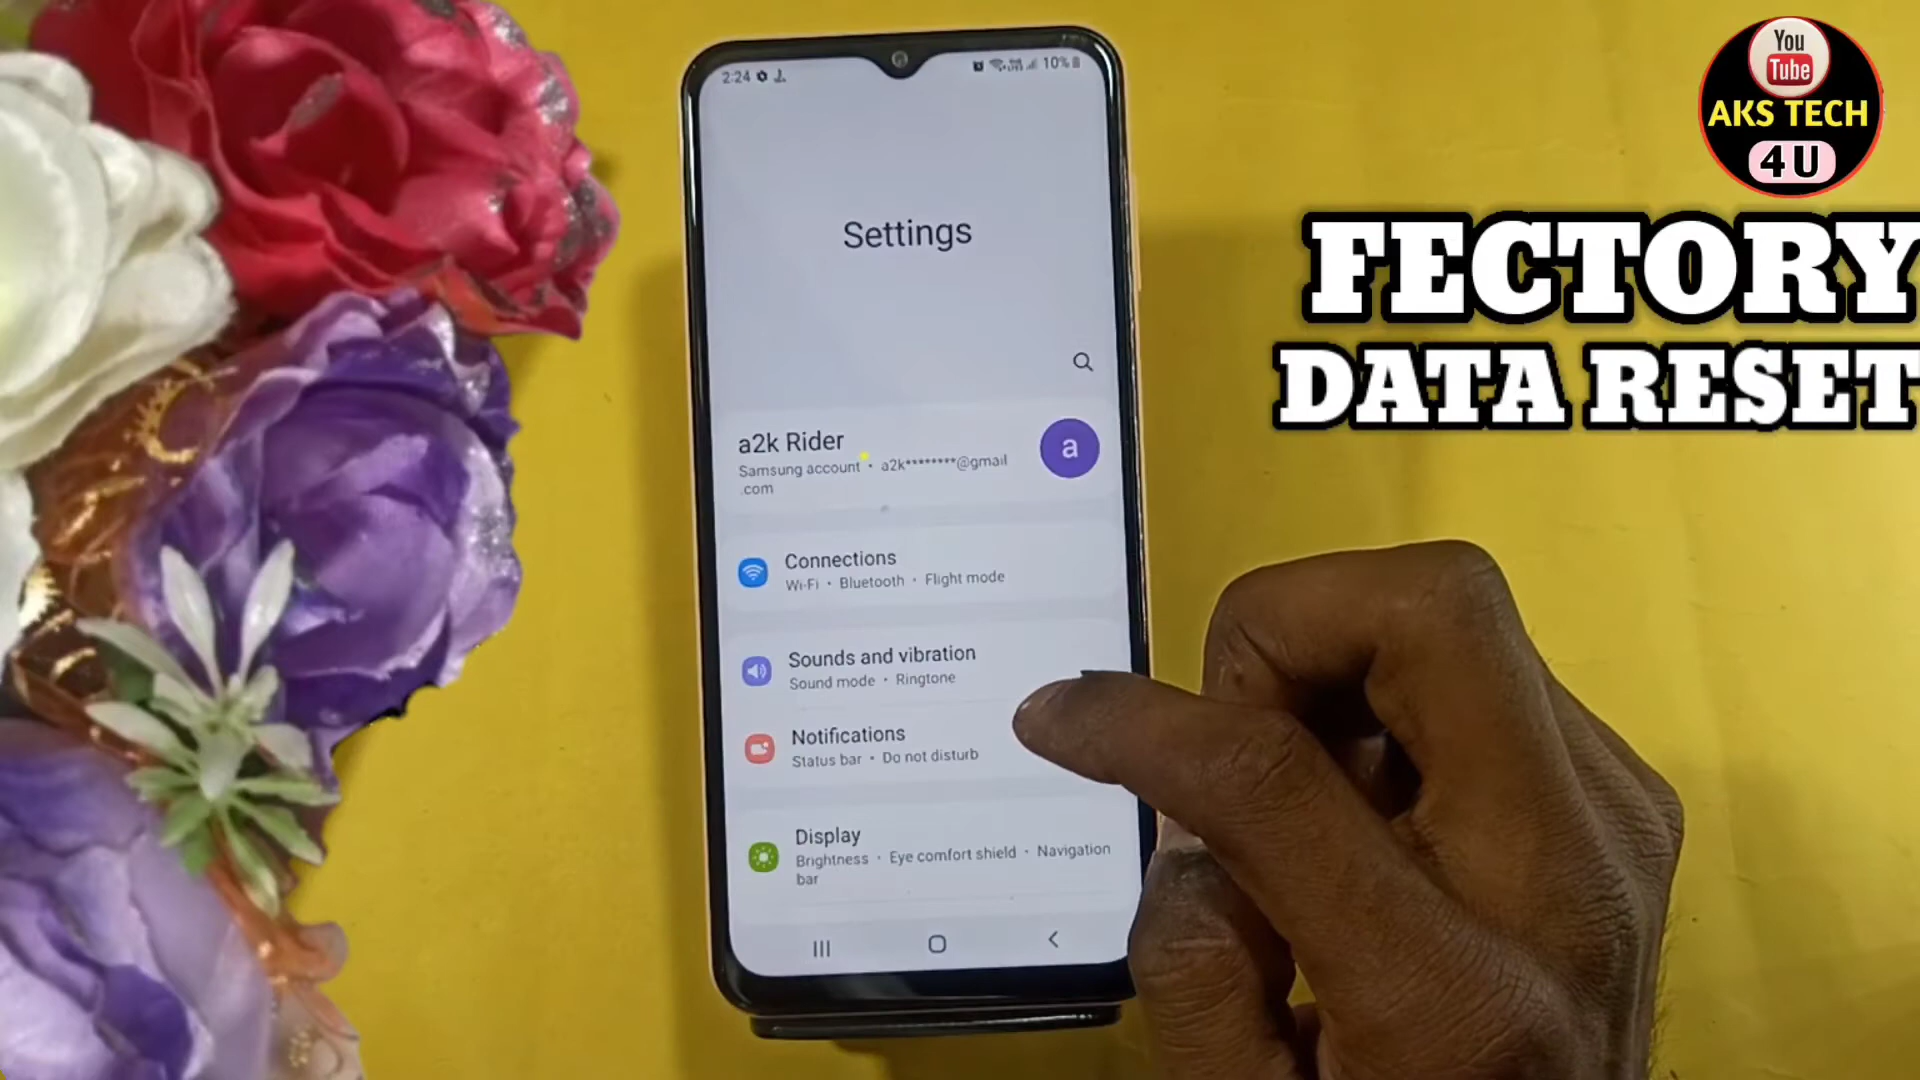 2:24
10%
Settings
a2k Rider
Samsung account • a2k********@gmail
.com
a
Connections
Wi-Fi • Bluetooth • Flight mode
Sounds and vibration
Sound mode • Ringtone
Notifications
Status bar • Do not disturb
Display
Brightness • Eye comfort shield • Navigation
bar
You
Tube
AKS TECH
4 U
FECTORY
DATA RESET